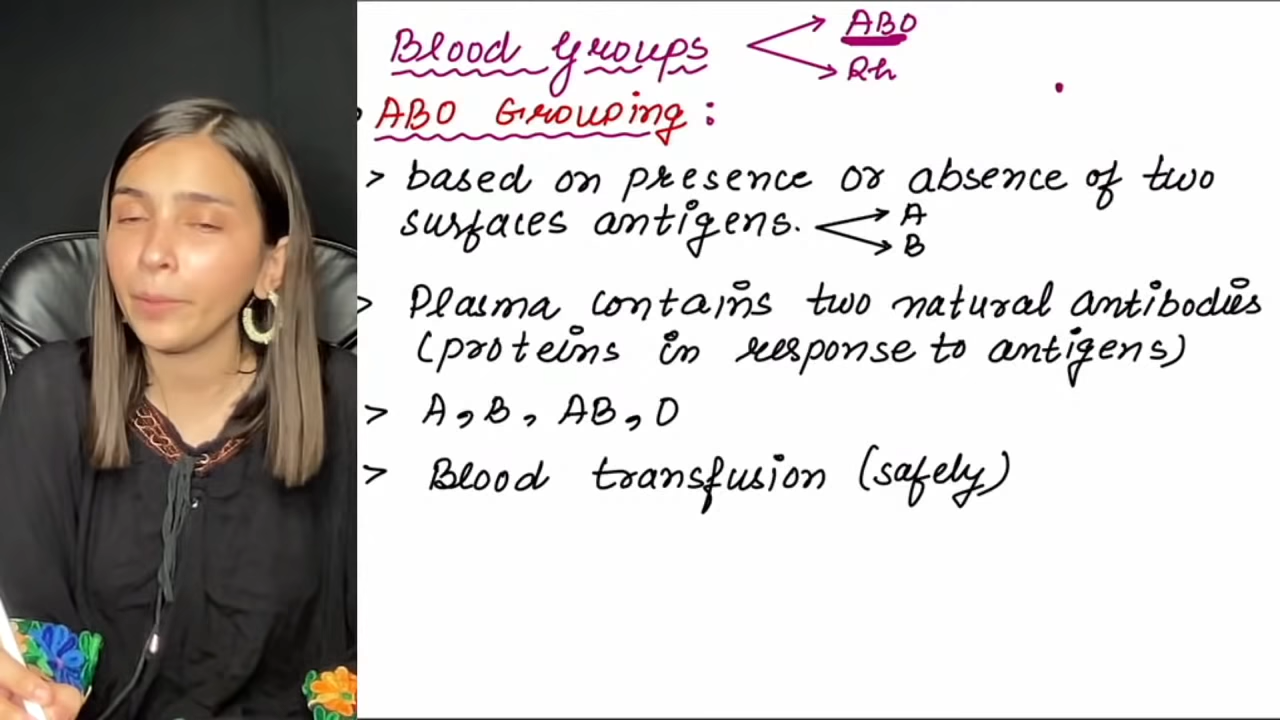 Blood Groups
ABO
Rh
ABO Grouping :
> based on presence or absence of two
surfaces antigens.
A
B
> Plasma contains two natural antibodies
(proteins in response to antigens)
> A, B, AB, O
> Blood transfusion (safely)